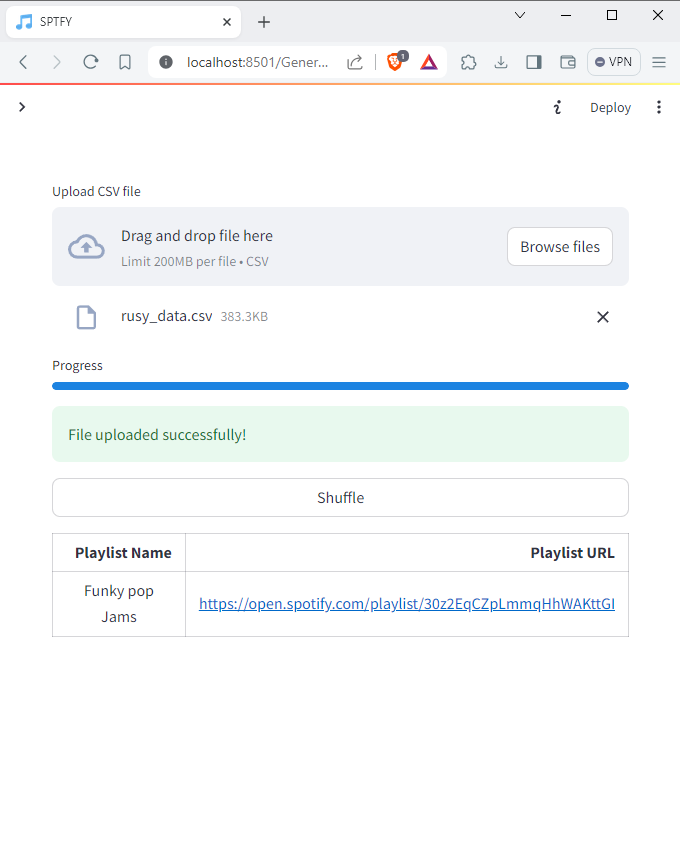 SPTFY
localhost:8501/Gener...
1
VPN
Deploy
Upload CSV file
Drag and drop file here
Limit 200MB per file • CSV
Browse files
rusy_data.csv 383.3KB
Progress
File uploaded successfully!
Shuffle
Playlist Name Playlist URL
Funky pop
Jams
https://open.spotify.com/playlist/30z2EqCZpLmmqHhWAKttGI